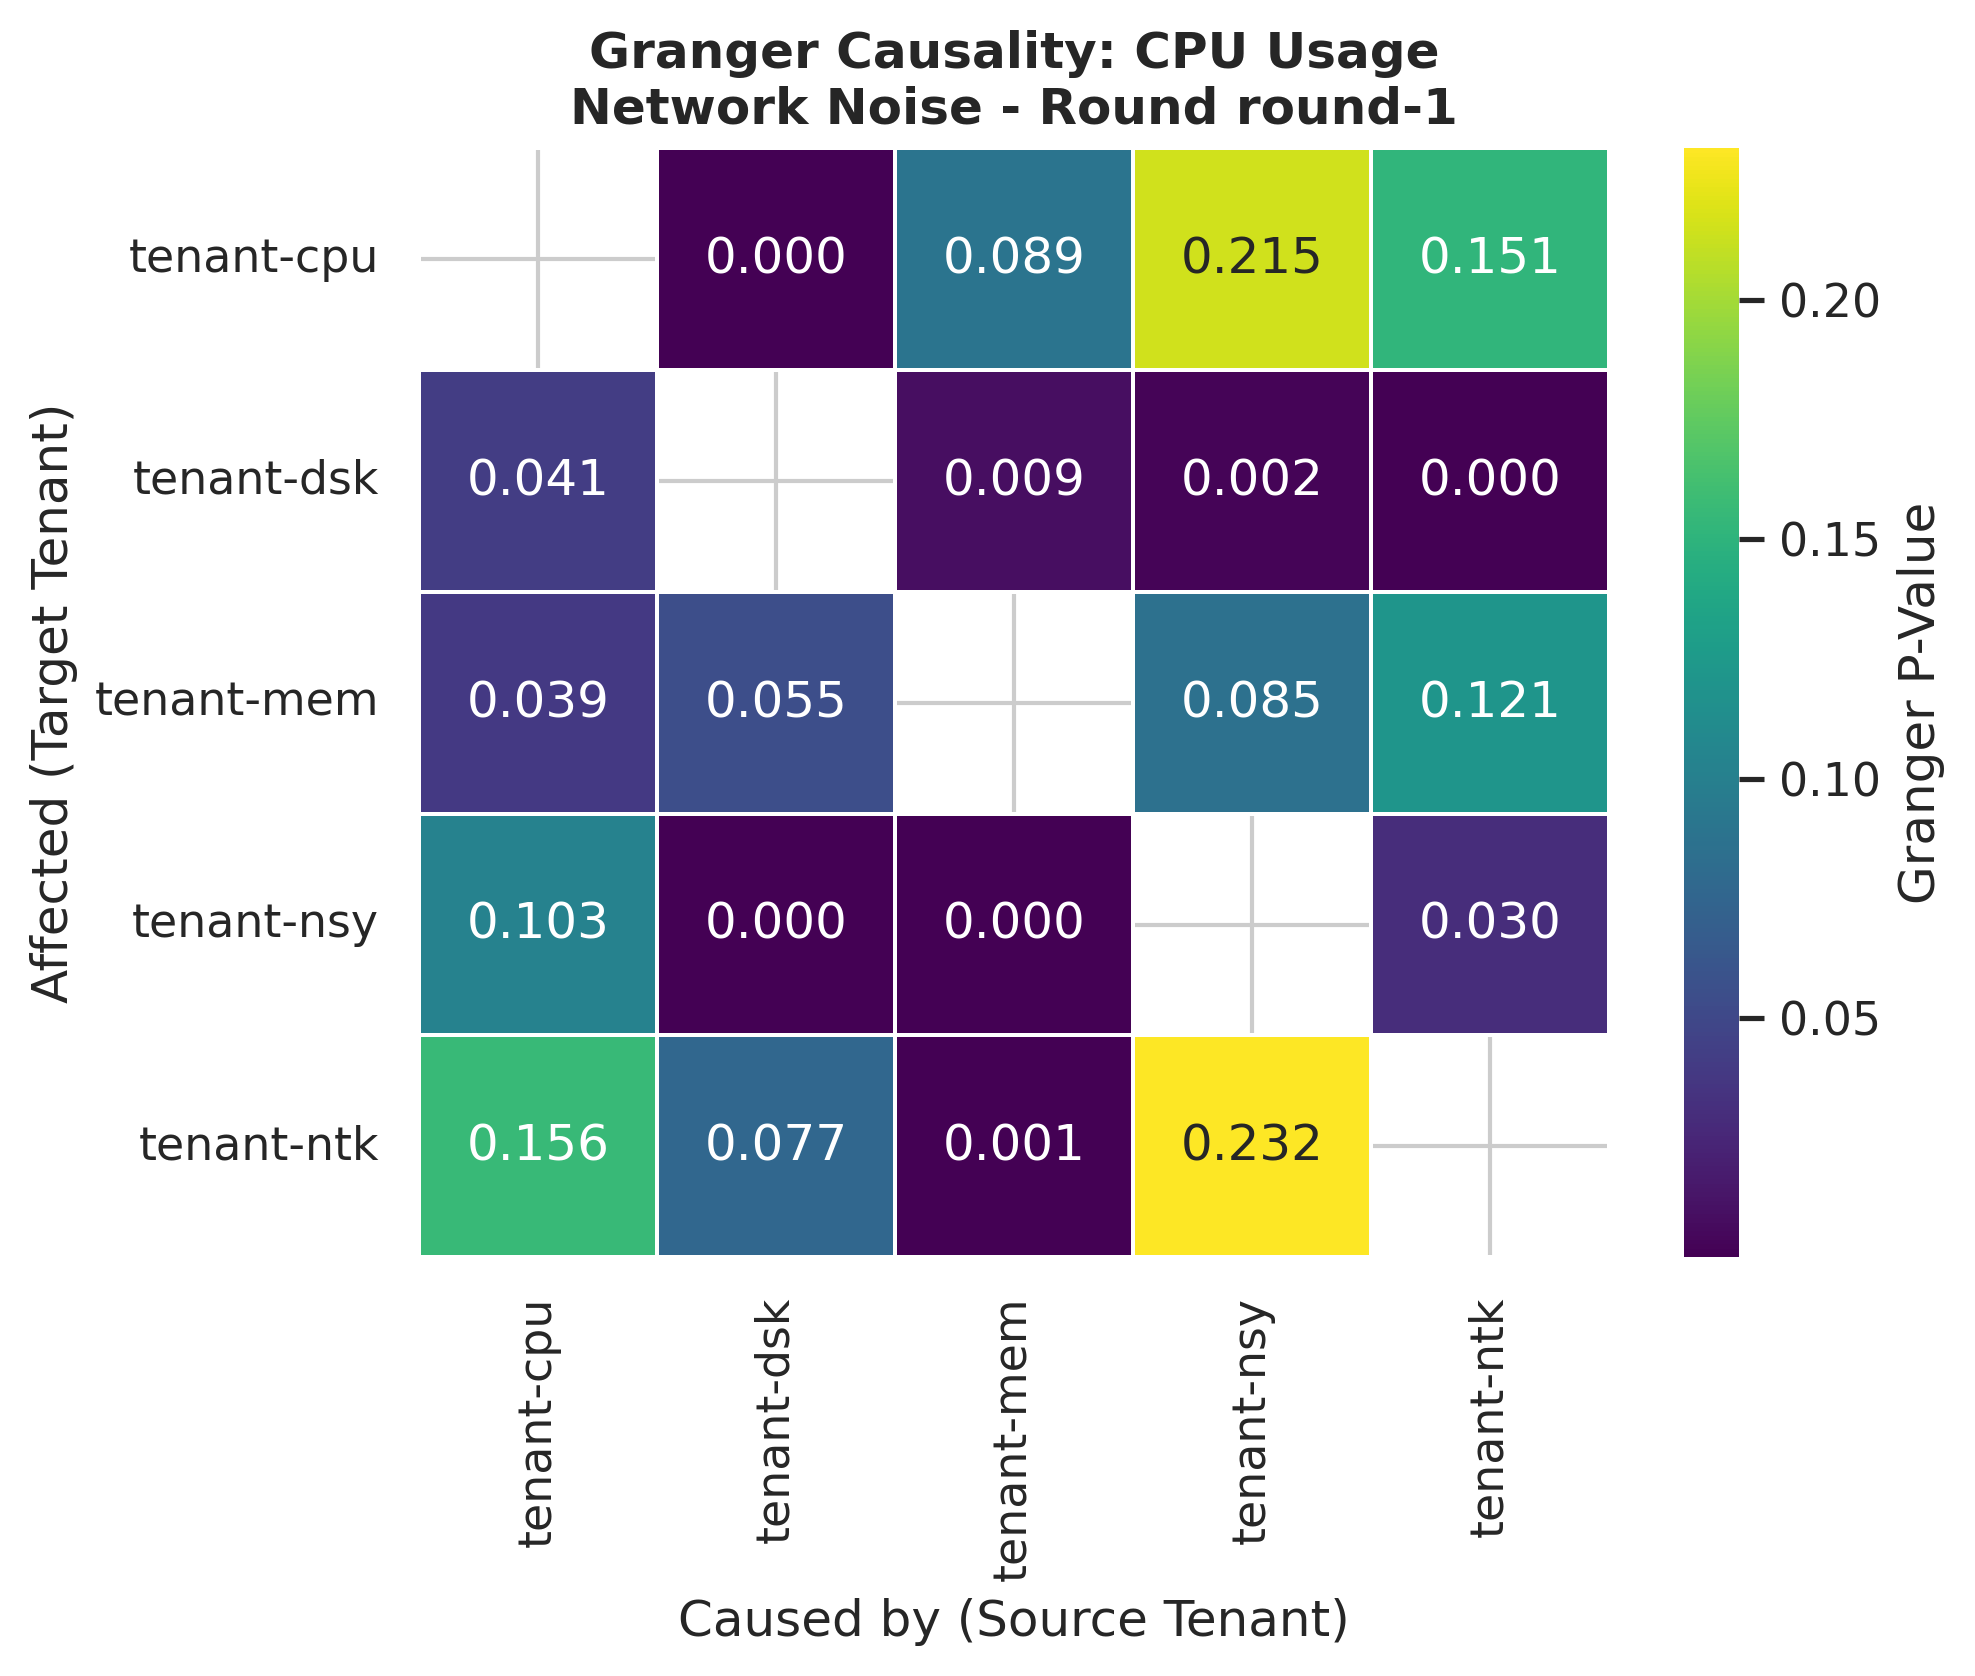 Granger Causality: CPU Usage
Network Noise - Round round-1
Affected (Target Tenant)
tenant-cpu
0.000 0.089 0.215 0.151
tenant-dsk
0.041 0.009 0.002 0.000
tenant-mem
0.039 0.055 0.085 0.121
tenant-nsy
0.103 0.000 0.000 0.030
tenant-ntk
0.156 0.077 0.001 0.232
tenant-cpu
tenant-dsk
tenant-mem
tenant-nsy
tenant-ntk
Caused by (Source Tenant)
0.20
0.15
0.10
0.05
Granger P-Value